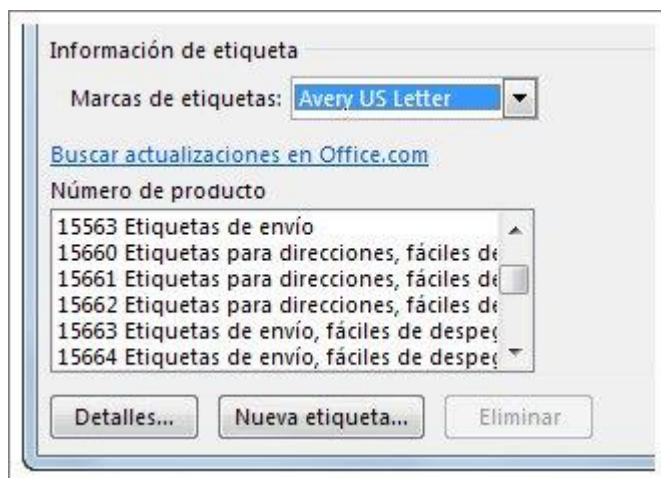 Información de etiqueta
Marcas de etiquetas: Avery US Letter
Buscar actualizaciones en Office.com
Número de producto
15563 Etiquetas de envío
15660 Etiquetas para direcciones, fáciles de
15661 Etiquetas para direcciones, fáciles de
15662 Etiquetas para direcciones, fáciles de
15663 Etiquetas de envío, fáciles de despeg
15664 Etiquetas de envío, fáciles de despeg
Detalles... Nueva etiqueta... Eliminar